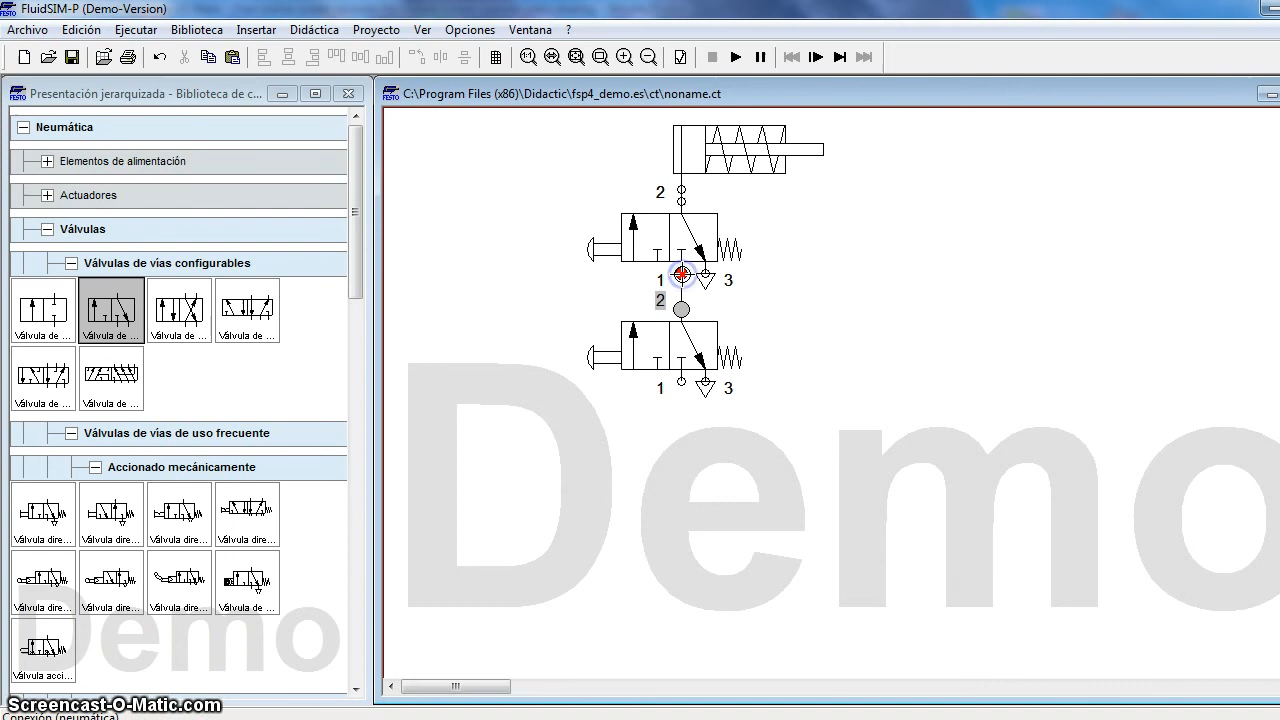 FluidSIM-P (Demo-Version)
Archivo Edición Ejecutar Biblioteca Insertar Didáctica Proyecto Ver Opciones Ventana ?
FESTO Presentación jerarquizada - Biblioteca de c...
FESTO C:\Program Files (x86)\Didactic\fsp4_demo.es\ct\noname.ct
Neumática
Elementos de alimentación
Actuadores
Válvulas
Válvulas de vías configurables
Válvula de ... Válvula de ... Válvula de ... Válvula de ...
Válvula de ... Válvula de ...
Válvulas de vías de uso frecuente
Accionado mecánicamente
Válvula dire... Válvula dire... Válvula dire... Válvula dire...
Válvula dire... Válvula dire... Válvula dire... Válvula de ...
Válvula acci...
Demo
2
1 3
2
1 3
Demo
Screencast-O-Matic.com
Conexión (neumática)